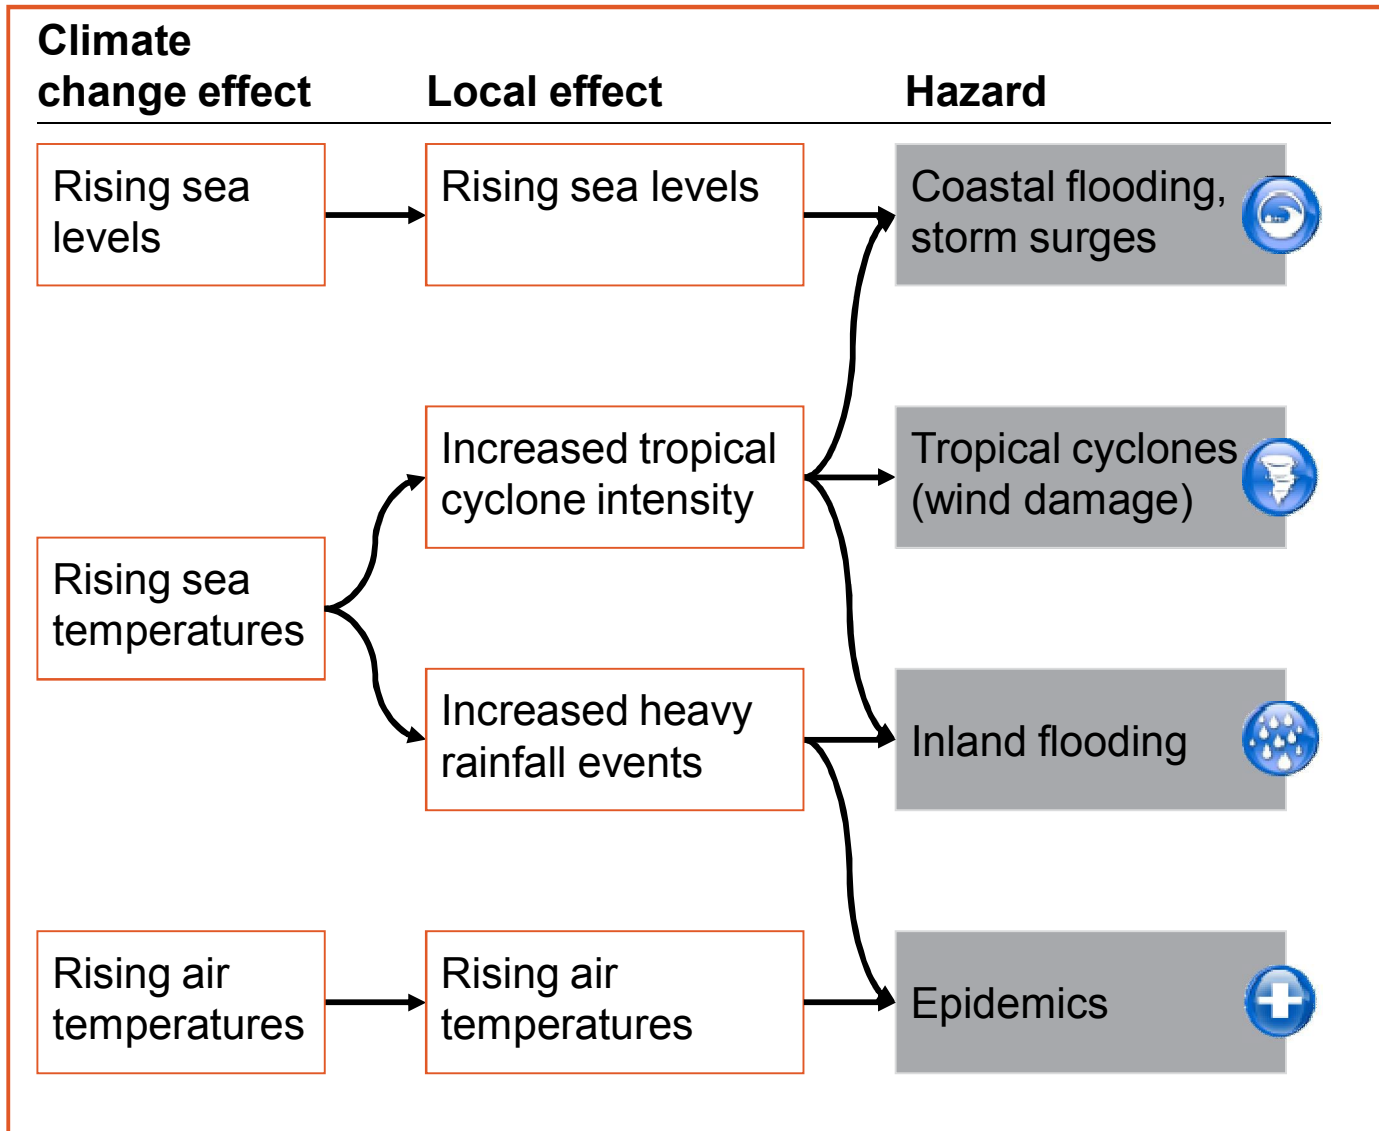 Climate
change effect
Local effect
Hazard
Rising sea
levels
Rising sea levels
Coastal flooding,
storm surges
Increased tropical
cyclone intensity
Tropical cyclones
(wind damage)
Rising sea
temperatures
Increased heavy
rainfall events
Inland flooding
Rising air
temperatures
Rising air
temperatures
Epidemics